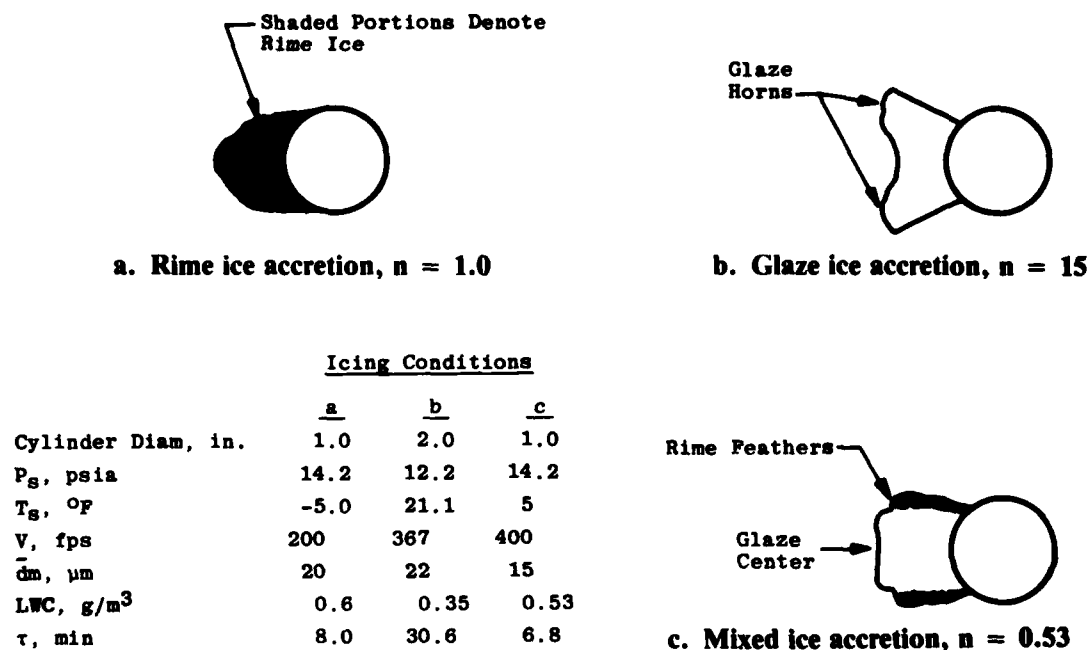 Shaded Portions Denote
Rime Ice
Glaze
Horns
a. Rime ice accretion, n = 1.0
b. Glaze ice accretion, n = 15
Icing Conditions
a b c
Cylinder Diam, in. 1.0 2.0 1.0
Ps, psia 14.2 12.2 14.2
Ts, °F -5.0 21.1 5
V, fps 200 367 400
d̄m, μm 20 22 15
LWC, g/m³ 0.6 0.35 0.53
τ, min 8.0 30.6 6.8
Rime Feathers
Glaze
Center
c. Mixed ice accretion, n = 0.53